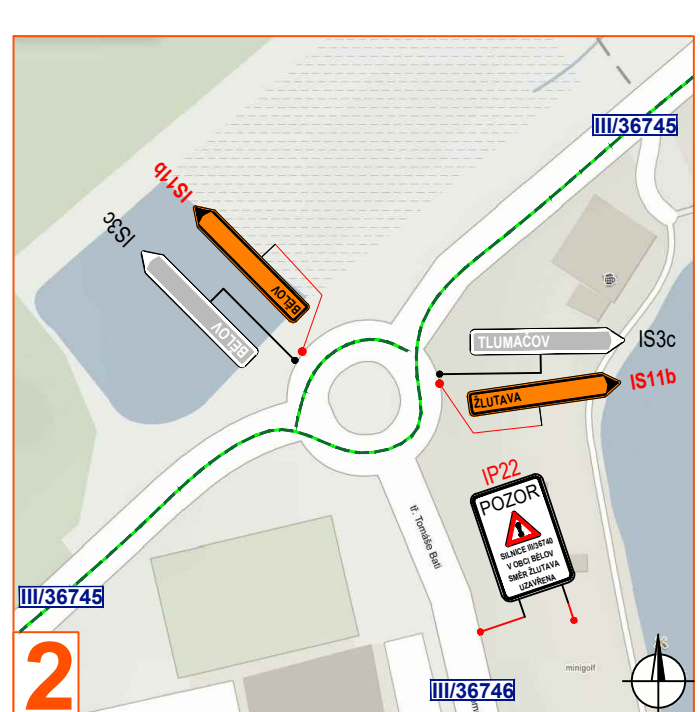 III/36745
IS11b
IS3c
BĚLOV
BĚLOV
TLUMAČOV
IS3c
ŽLUTAVA
IS11b
IP22
POZOR
SILNICE III/36740
V OBCI BĚLOV
SMĚR ŽLUTAVA
UZAVŘENA
tř. Tomáše Bati
III/36745
2
III/36746
minigolf